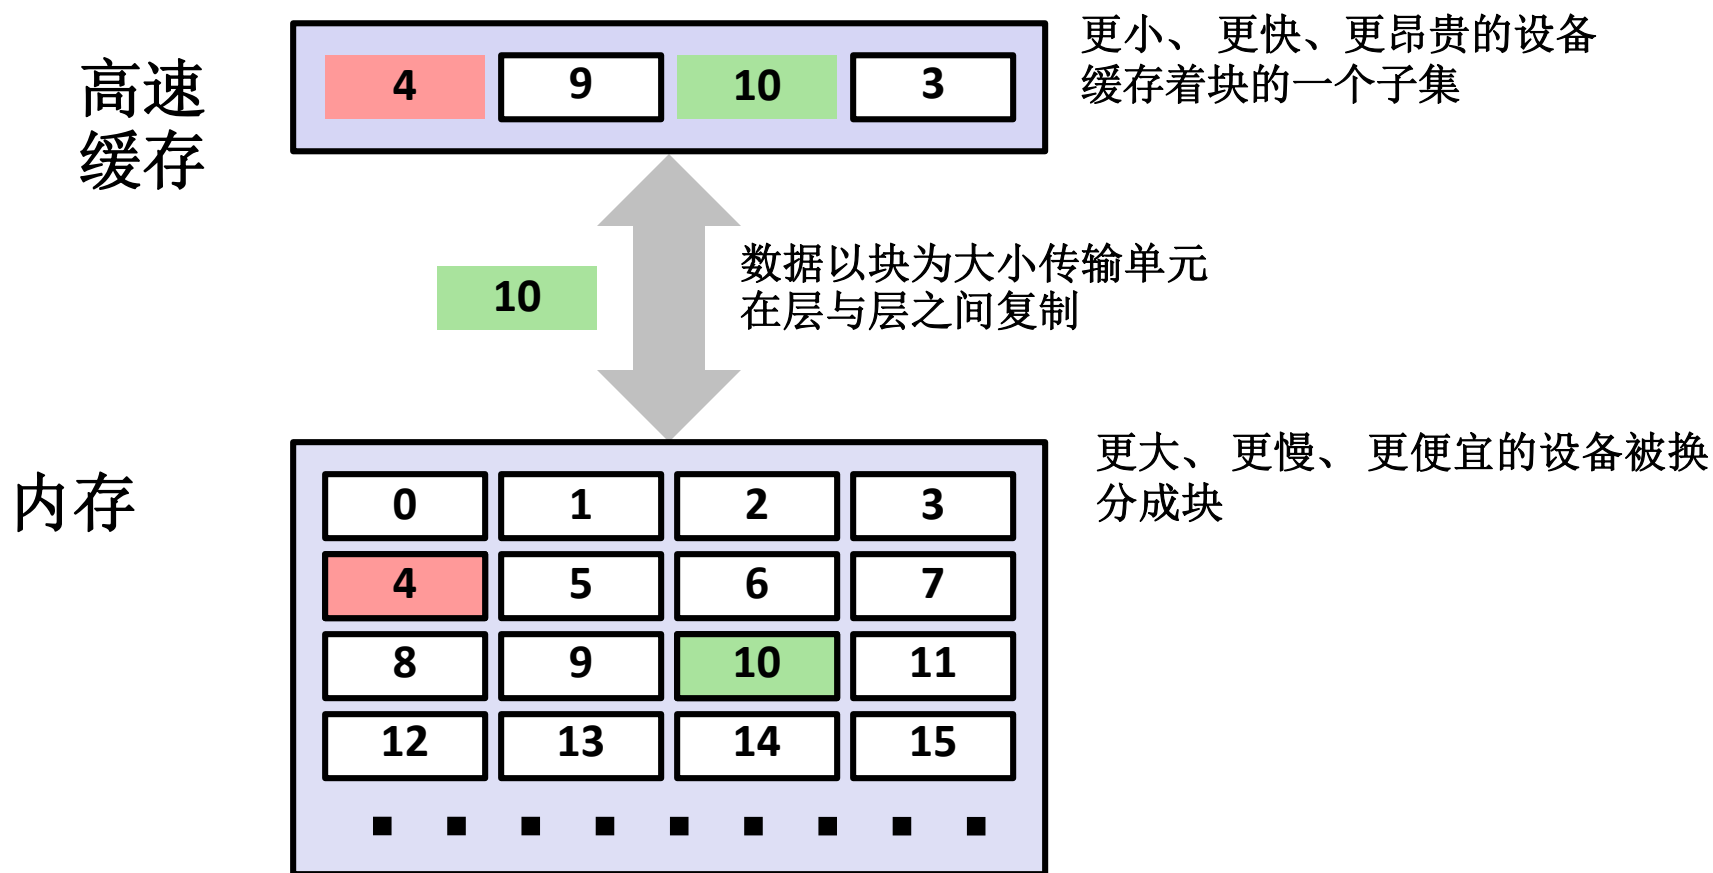 高速
缓存
4 9 10 3
更小、 更快、更昂贵的设备
缓存着块的一个子集
10
数据以块为大小传输单元
在层与层之间复制
内存
0 1 2 3
4 5 6 7
8 9 10 11
12 13 14 15
更大、 更慢、 更便宜的设备被换
分成块